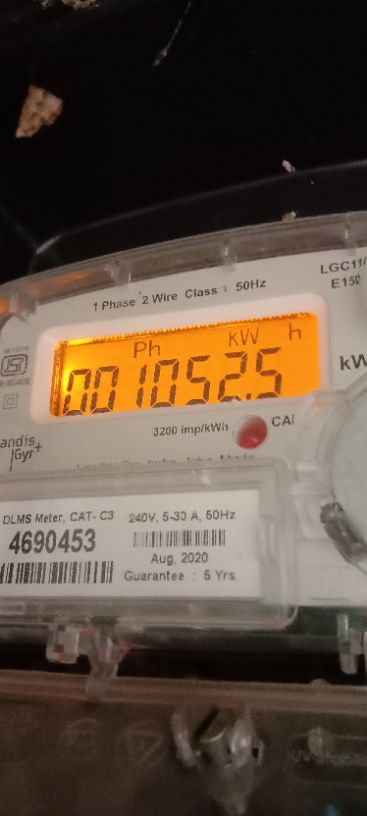 LGC11/
E150
1 Phase 2 Wire Class 1 50Hz
Ph kW h
001052.5
kW
3200 imp/kWh CAL
andis
Gyr+
DLMS Meter, CAT- C3 240V, 5-30 A, 50Hz
4690453
Aug, 2020
Guarantee : 5 Yrs.